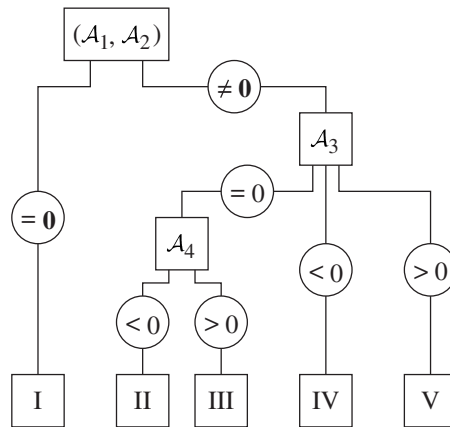 (𝒜₁, 𝒜₂)
≠ 0
𝒜₃
= 0
= 0
𝒜₄
< 0
> 0
< 0
> 0
I
II
III
IV
V